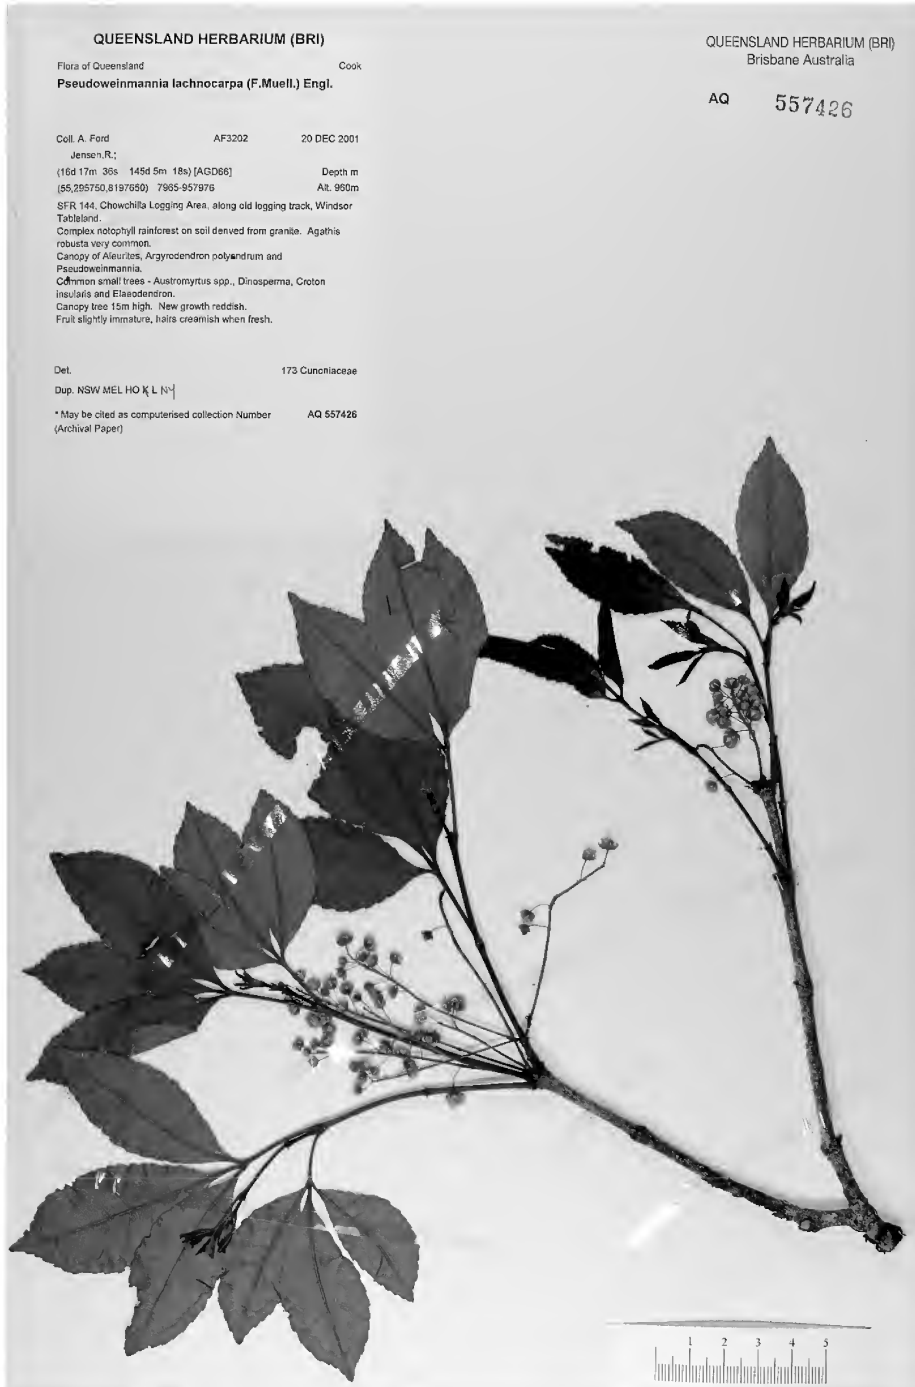 QUEENSLAND HERBARIUM (BRI)
Flora of Queensland Cook
Pseudoweinmannia lachnocarpa (F.Muell.) Engl.
Coll. A. Ford AF3202 20 DEC 2001
Jensen,R.;
(16d 17m 36s 145d 5m 18s) [AGD66] Depth m
(55,295750,8197650) 7965-957976 Alt. 960m
SFR 144, Chowchilla Logging Area, along old logging track, Windsor
Tableland.
Complex notophyll rainforest on soil derived from granite. Agathis
robusta very common.
Canopy of Aleurites, Argyrodendron polyandrum and
Pseudoweinmannia.
Common small trees - Austromyrtus spp., Dinosperma, Croton
insularis and Elaeodendron.
Canopy tree 15m high. New growth reddish.
Fruit slightly immature, hairs creamish when fresh.
Det. 173 Cunoniaceae
Dup. NSW MEL HO K L NY
* May be cited as computerised collection Number AQ 557426
(Archival Paper)
QUEENSLAND HERBARIUM (BRI)
Brisbane Australia
AQ 557426
1 2 3 4 5